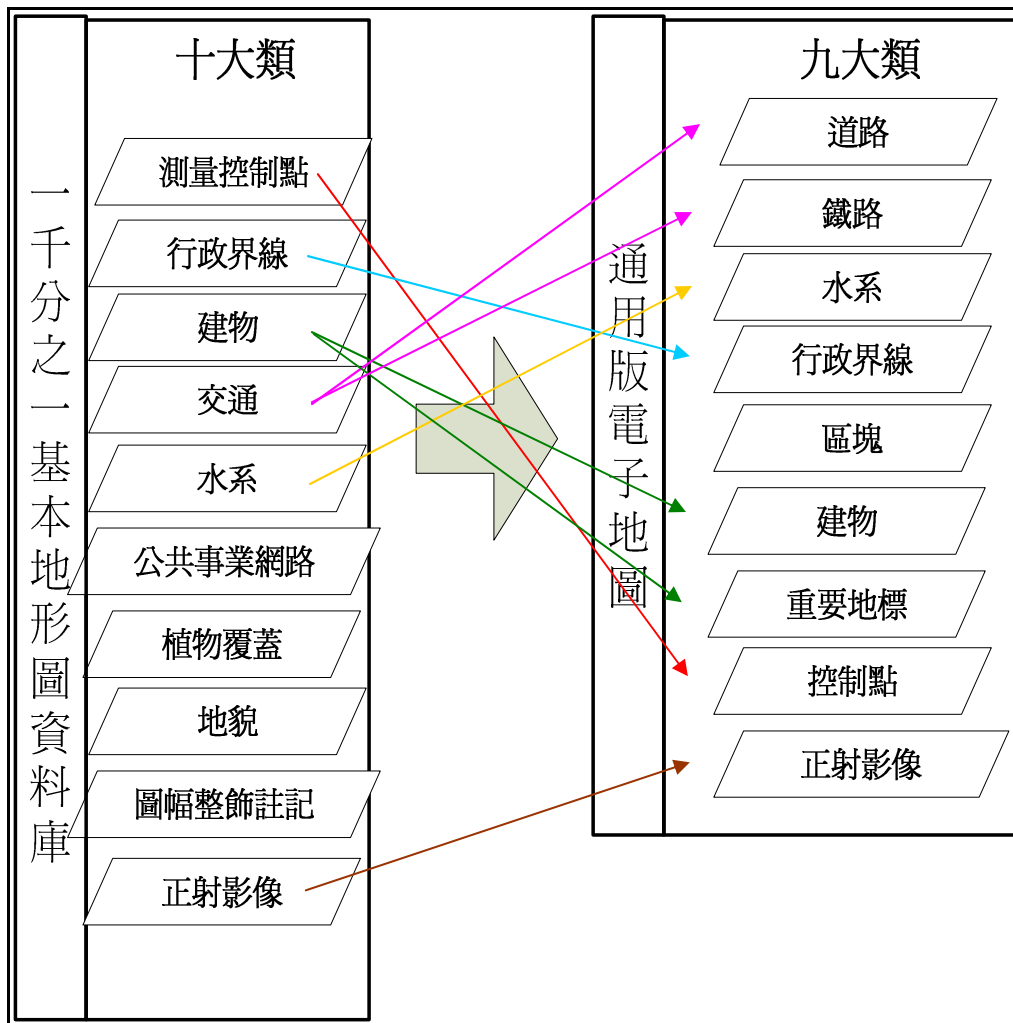 一千分之一基本地形圖資料庫
十大類
測量控制點
行政界線
建物
交通
水系
公共事業網路
植物覆蓋
地貌
圖幅整飾註記
正射影像
通用版電子地圖
九大類
道路
鐵路
水系
行政界線
區塊
建物
重要地標
控制點
正射影像